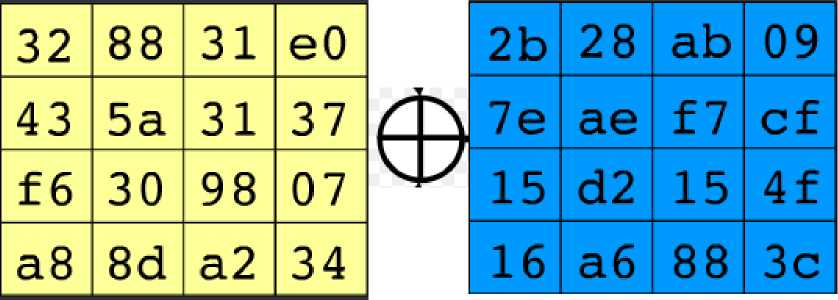 32 88 31 e0 2b 28 ab 09
43 5a 31 37 7e ae f7 cf
f6 30 98 07 15 d2 15 4f
a8 8d a2 34 16 a6 88 3c